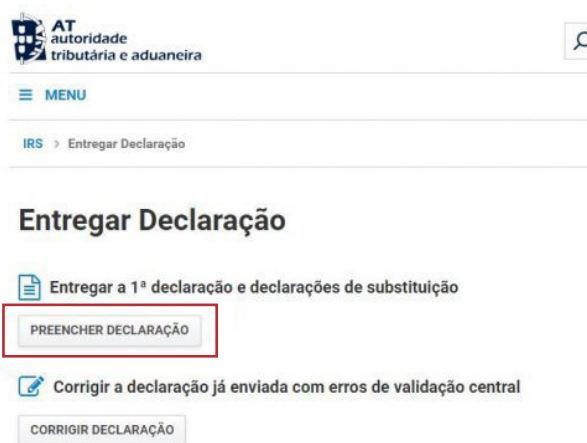 AT
autoridade
tributária e aduaneira
MENU
IRS > Entregar Declaração
Entregar Declaração
Entregar a 1ª declaração e declarações de substituição
PREENCHER DECLARAÇÃO
Corrigir a declaração já enviada com erros de validação central
CORRIGIR DECLARAÇÃO